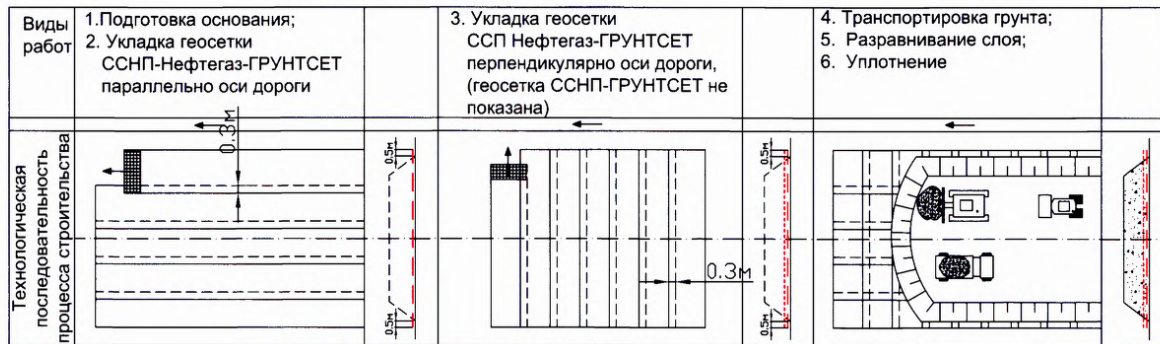 Виды
работ
1.Подготовка основания;
2. Укладка геосетки
ССНП-Нефтегаз-ГРУНТСЕТ
параллельно оси дороги
3. Укладка геосетки
ССП Нефтегаз-ГРУНТСЕТ
перпендикулярно оси дороги,
(геосетка ССНП-ГРУНТСЕТ не
показана)
4. Транспортировка грунта;
5. Разравнивание слоя;
6. Уплотнение
Технологическая
последовательность
процесса строительства
0.3м
0.5м
0.5м
0.3м
0.5м
0.5м